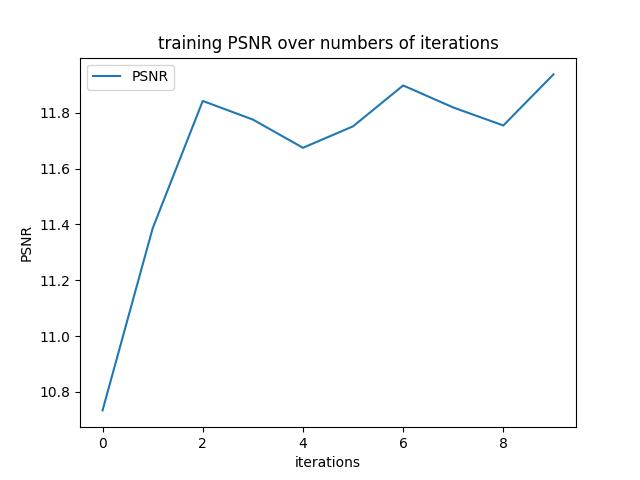 training PSNR over numbers of iterations
PSNR
11.8
11.6
11.4
11.2
11.0
10.8
PSNR
0
2
4
6
8
iterations